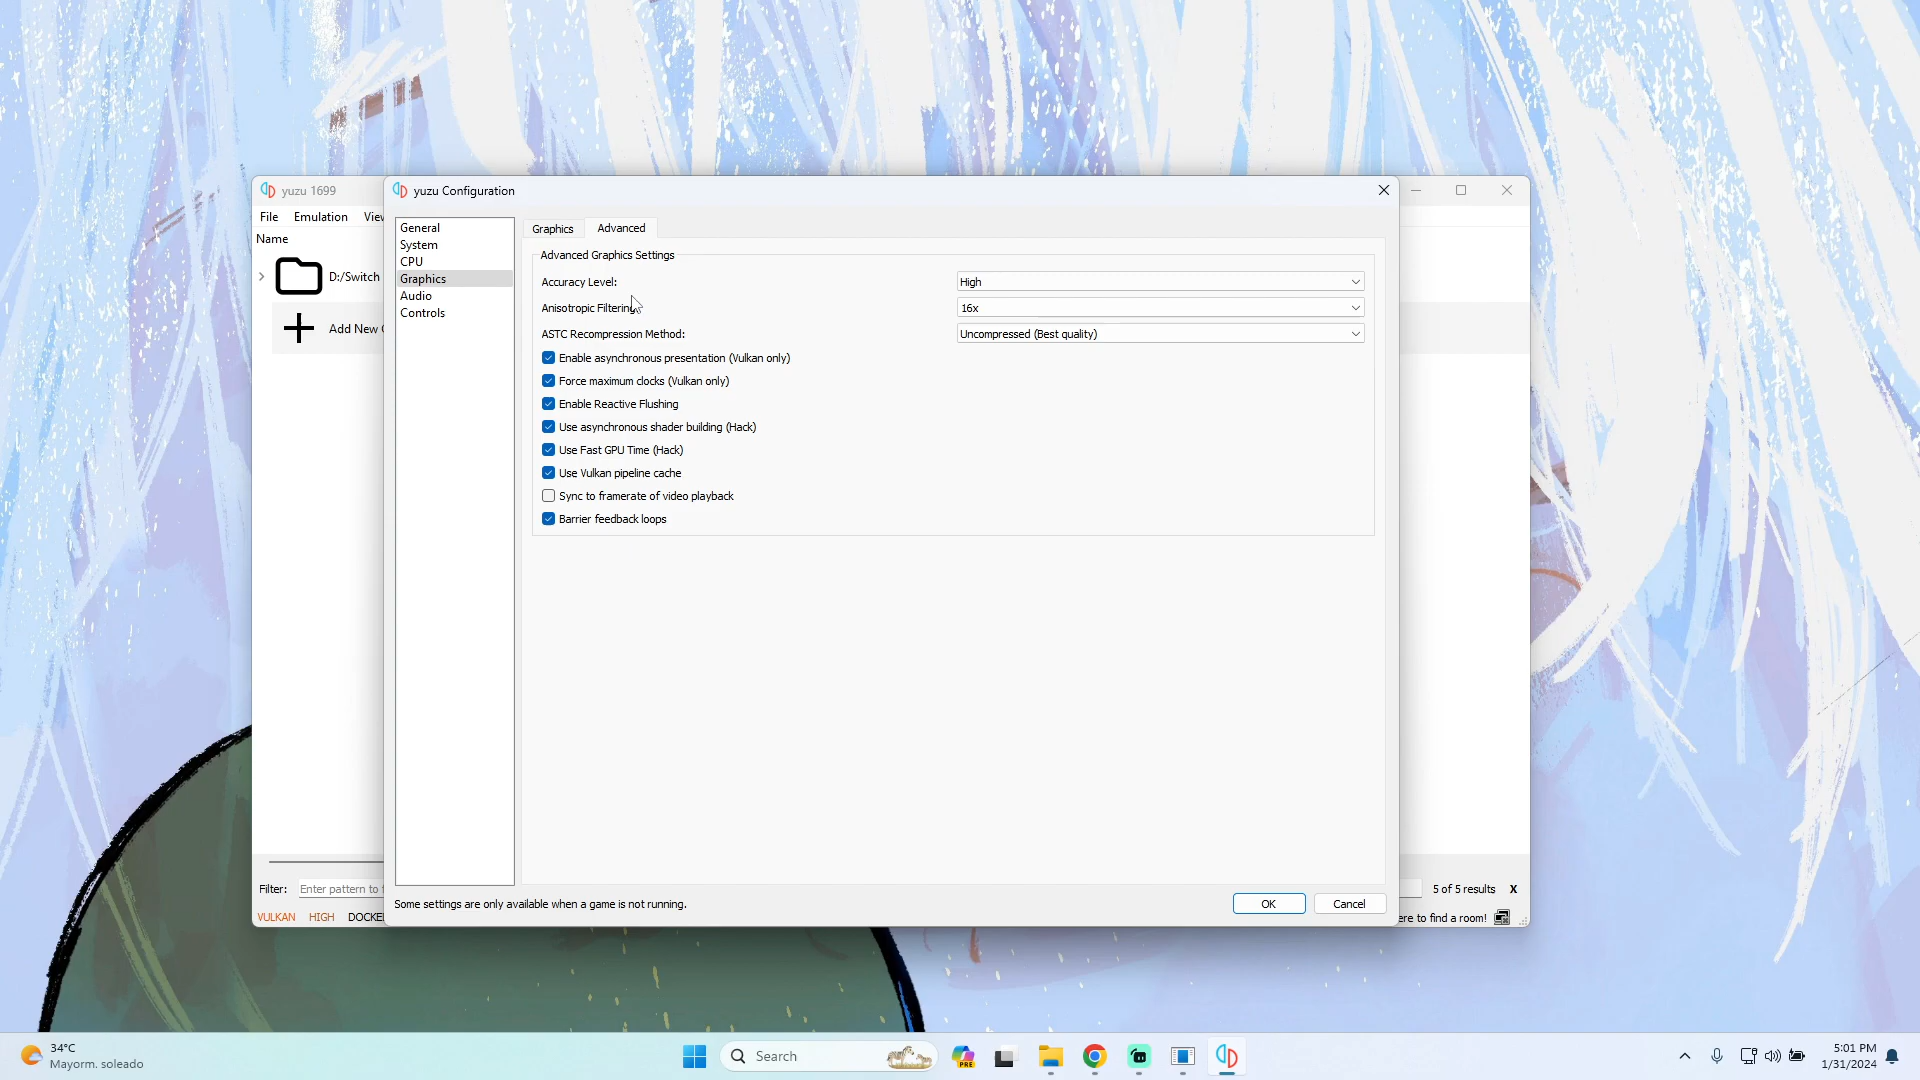 yuzu 1699
yuzu Configuration
File Emulation
Name
D:/Switch
Add New
General
System
CPU
Graphics
Audio
Controls
Graphics Advanced
Advanced Graphics Settings
Accuracy Level: High
Anisotropic Filtering: 16x
ASTC Recompression Method: Uncompressed (Best quality)
Enable asynchronous presentation (Vulkan only)
Force maximum clocks (Vulkan only)
Enable Reactive Flushing
Use asynchronous shader building (Hack)
Use Fast GPU Time (Hack)
Use Vulkan pipeline cache
Sync to framerate of video playback
Barrier feedback loops
Filter: Enter pattern to
5 of 5 results X
Some settings are only available when a game is not running.
OK Cancel
VULKAN HIGH
to find a room!
34°C
Mayorm. soleado
Search
PRE
5:01 PM
1/31/2024